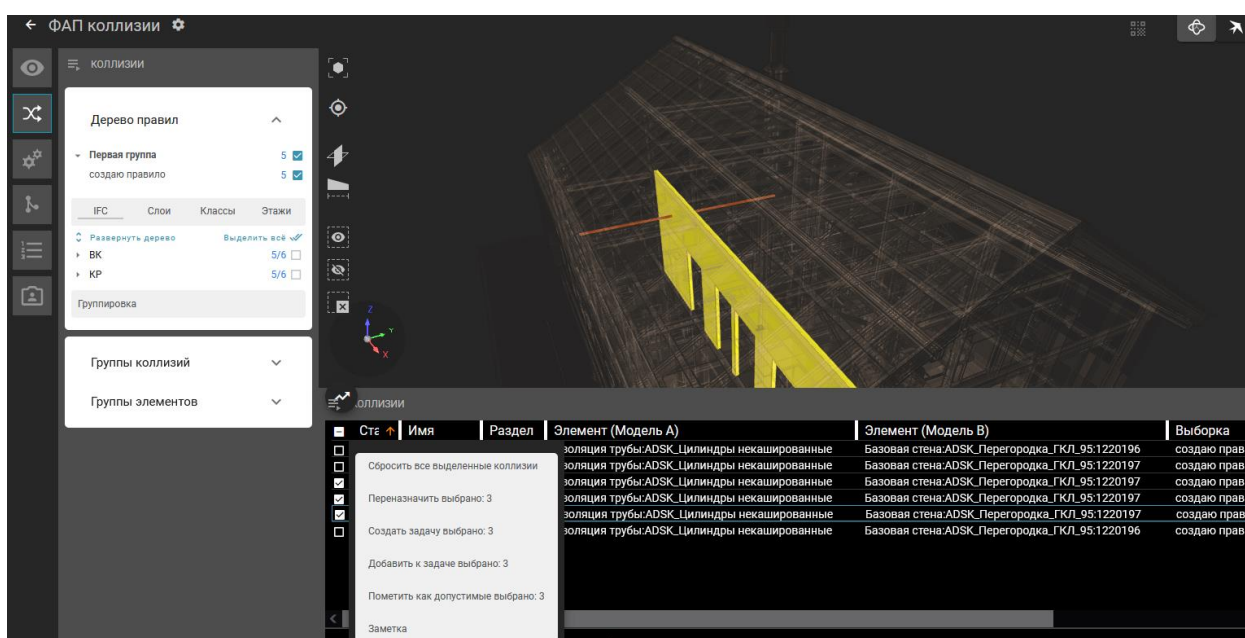 ФАП коллизии
КОЛЛИЗИИ
Дерево правил
Первая группа 5
создаю правило 5
IFC Слои Классы Этажи
Развернуть дерево Выделить всё
ВК 5/6
КР 5/6
Группировка
Группы коллизий
Группы элементов
Z
Y
X
оллизии
Ста Имя Раздел Элемент (Модель A) Элемент (Модель B) Выборка
золяция трубы:ADSK_Цилиндры некашированные Базовая стена:ADSK_Перегородка_ГКЛ_95:1220196 создаю прав
золяция трубы:ADSK_Цилиндры некашированные Базовая стена:ADSK_Перегородка_ГКЛ_95:1220197 создаю прав
золяция трубы:ADSK_Цилиндры некашированные Базовая стена:ADSK_Перегородка_ГКЛ_95:1220197 создаю прав
золяция трубы:ADSK_Цилиндры некашированные Базовая стена:ADSK_Перегородка_ГКЛ_95:1220197 создаю прав
золяция трубы:ADSK_Цилиндры некашированные Базовая стена:ADSK_Перегородка_ГКЛ_95:1220197 создаю прав
золяция трубы:ADSK_Цилиндры некашированные Базовая стена:ADSK_Перегородка_ГКЛ_95:1220196 создаю прав
Сбросить все выделенные коллизии
Переназначить выбрано: 3
Создать задачу выбрано: 3
Добавить к задаче выбрано: 3
Пометить как допустимые выбрано: 3
Заметка